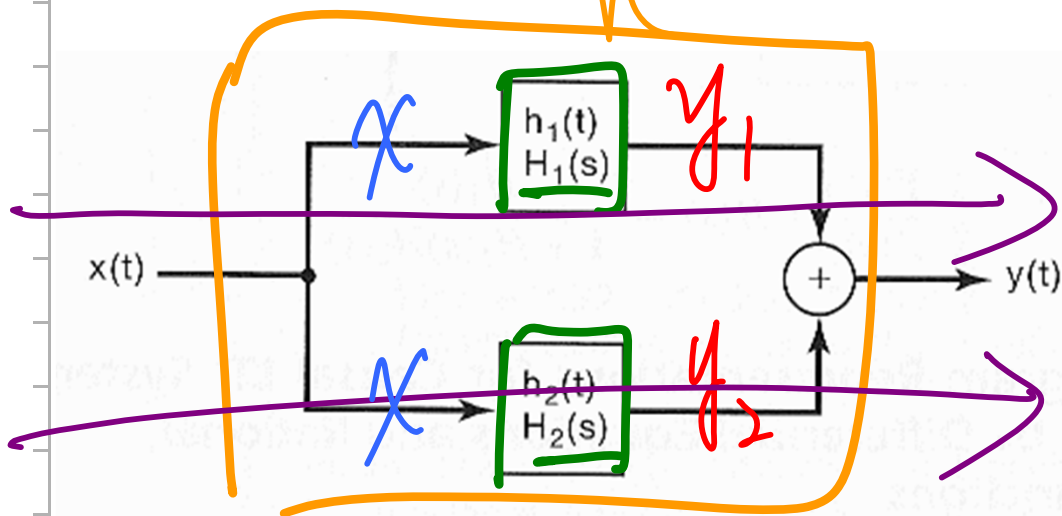 x
h₁(t)
H₁(s)
y₁
x(t)
+
y(t)
x
h₂(t)
H₂(s)
y₂